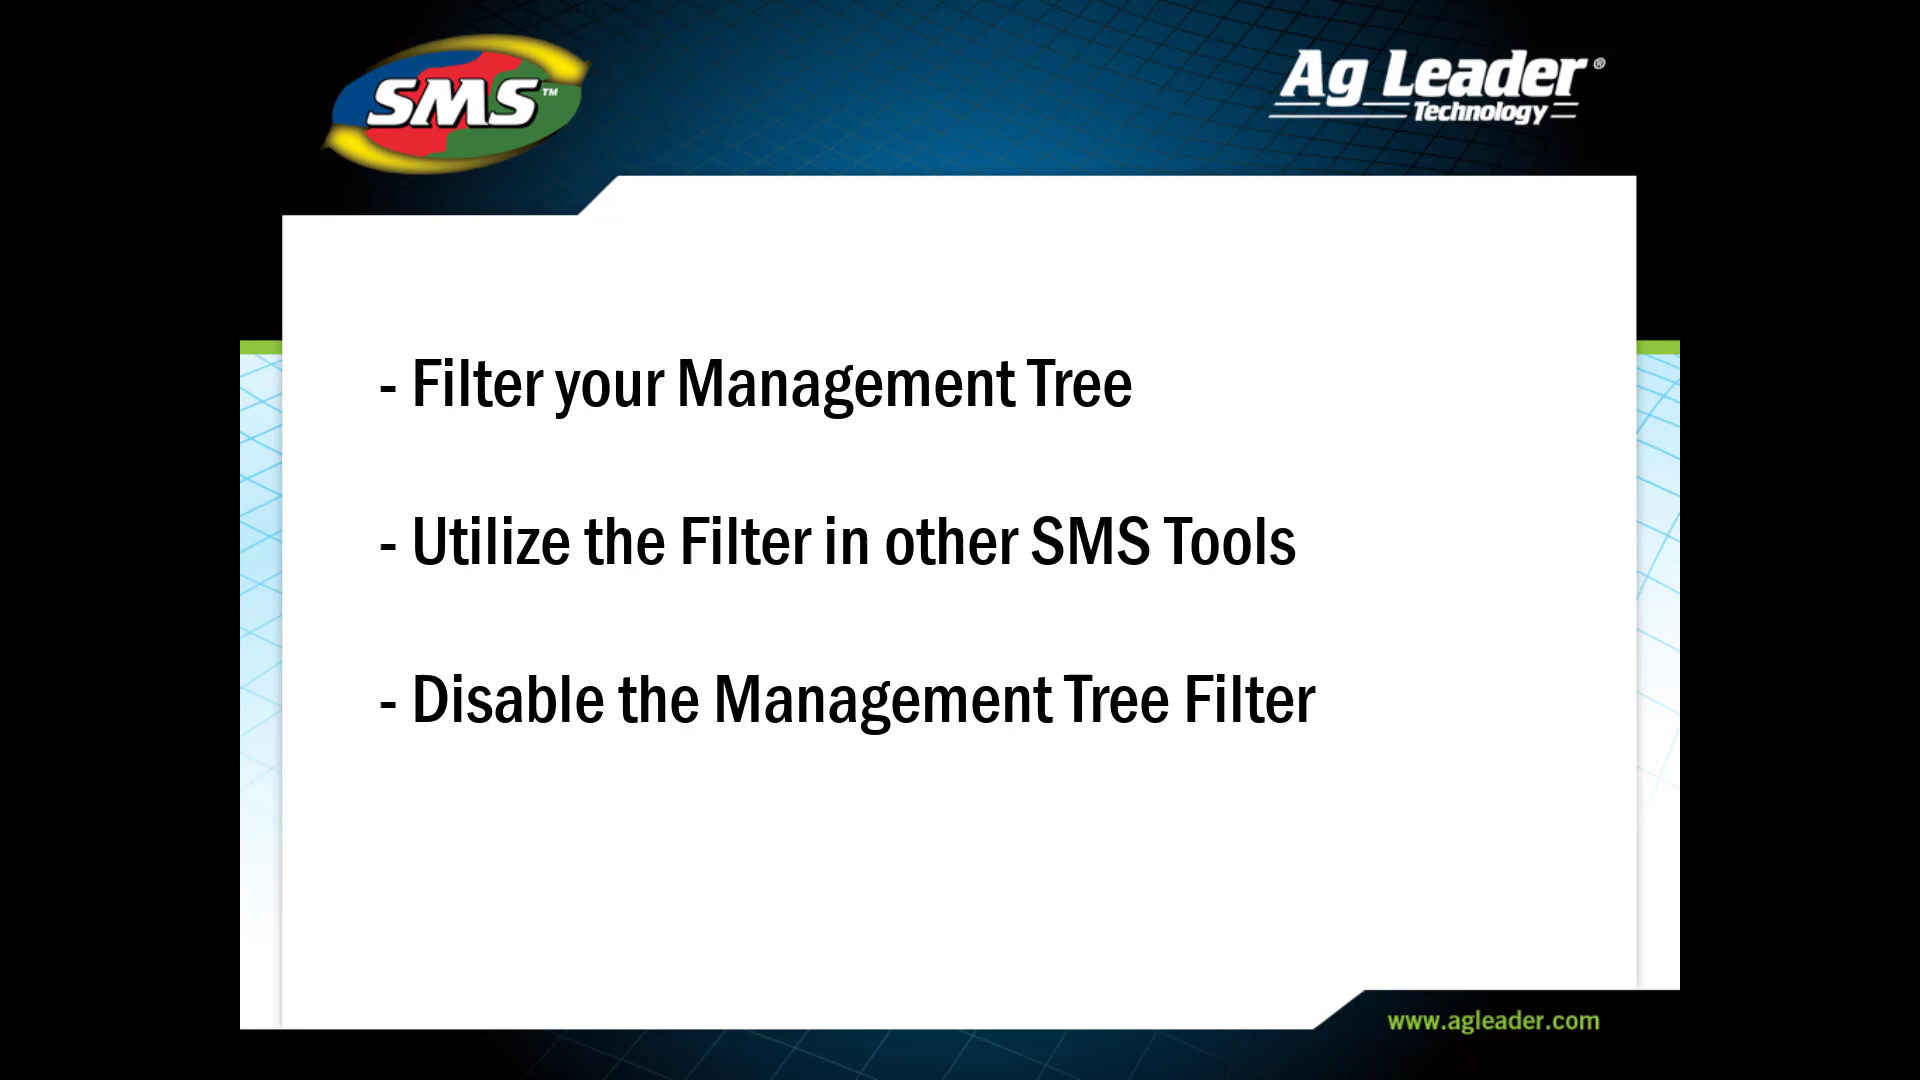 SMS™
Ag Leader®
Technology
- Filter your Management Tree
- Utilize the Filter in other SMS Tools
- Disable the Management Tree Filter
www.agleader.com